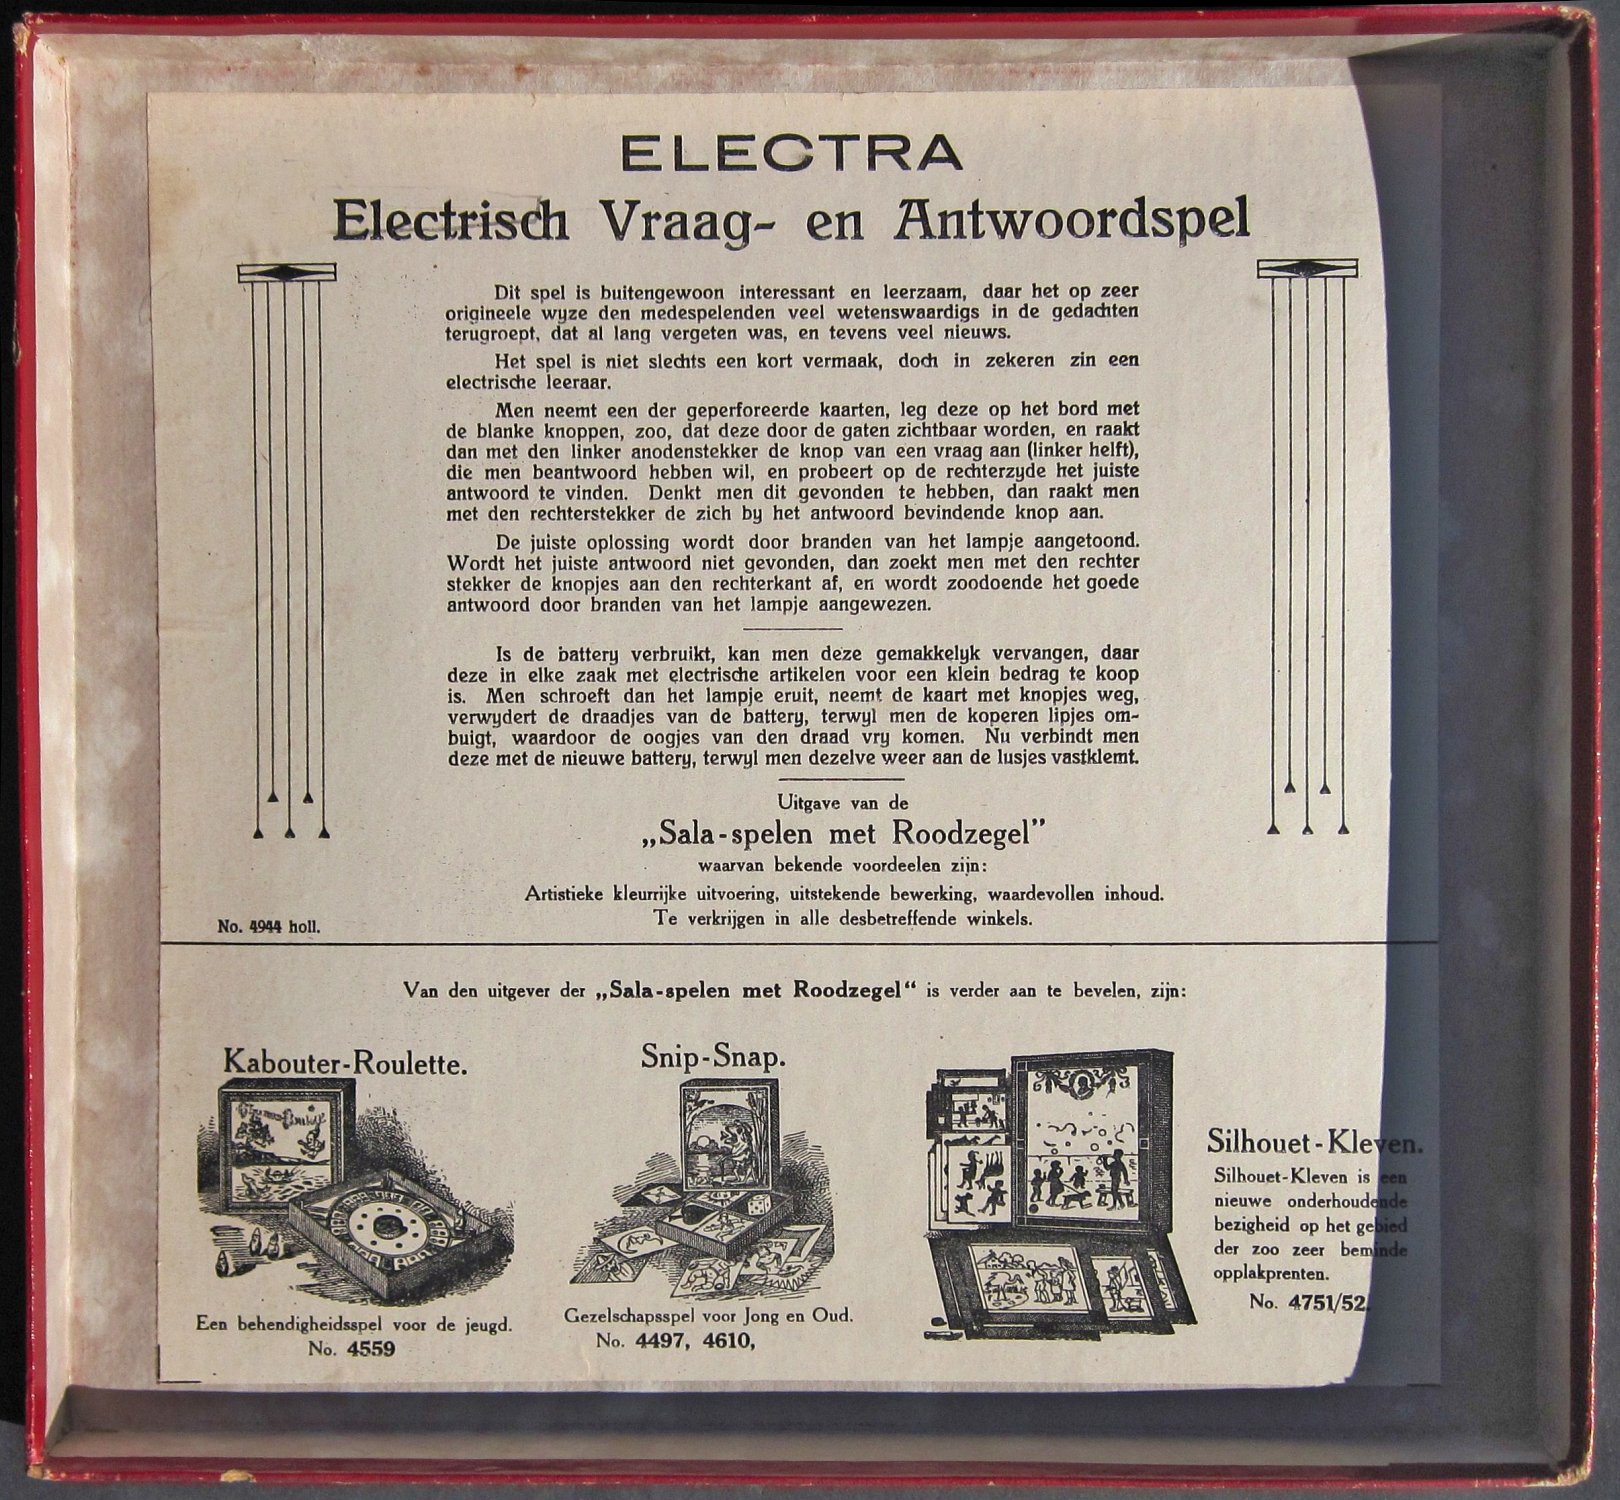 ELECTRA
Electrisch Vraag- en Antwoordspel
Dit spel is buitengewoon interessant en leerzaam, daar het op zeer
origineele wyze den medespelenden veel wetenswaardigs in de gedachten
terugroept, dat al lang vergeten was, en tevens veel nieuws.
Het spel is niet slechts een kort vermaak, doch in zekeren zin een
electrische leeraar.
Men neemt een der geperforeerde kaarten, leg deze op het bord met
de blanke knoppen, zoo, dat deze door de gaten zichtbaar worden, en raakt
dan met den linker anodenstekker de knop van een vraag aan (linker helft),
die men beantwoord hebben wil, en probeert op de rechterzyde het juiste
antwoord te vinden. Denkt men dit gevonden te hebben, dan raakt men
met den rechterstekker de zich by het antwoord bevindende knop aan.
De juiste oplossing wordt door branden van het lampje aangetoond.
Wordt het juiste antwoord niet gevonden, dan zoekt men met den rechter
stekker de knopjes aan den rechterkant af, en wordt zoodoende het goede
antwoord door branden van het lampje aangewezen.
Is de battery verbruikt, kan men deze gemakkelyk vervangen, daar
deze in elke zaak met electrische artikelen voor een klein bedrag te koop
is. Men schroeft dan het lampje eruit, neemt de kaart met knopjes weg,
verwydert de draadjes van de battery, terwyl men de koperen lipjes om-
buigt, waardoor de oogjes van den draad vry komen. Nu verbindt men
deze met de nieuwe battery, terwyl men dezelve weer aan de lusjes vastklemt.
Uitgave van de
„Sala-spelen met Roodzegel”
waarvan bekende voordeelen zijn:
Artistieke kleurrijke uitvoering, uitstekende bewerking, waardevollen inhoud.
Te verkrijgen in alle desbetreffende winkels.
No. 4944 holl.
Van den uitgever der „Sala-spelen met Roodzegel“ is verder aan te bevelen, zijn:
Kabouter-Roulette.
Een behendigheidsspel voor de jeugd.
No. 4559
Snip-Snap.
Gezelschapsspel voor Jong en Oud.
No. 4497, 4610,
Silhouet-Kleven.
Silhouet-Kleven is een
nieuwe onderhoudende
bezigheid op het gebied
der zoo zeer beminde
opplakprenten.
No. 4751/52.